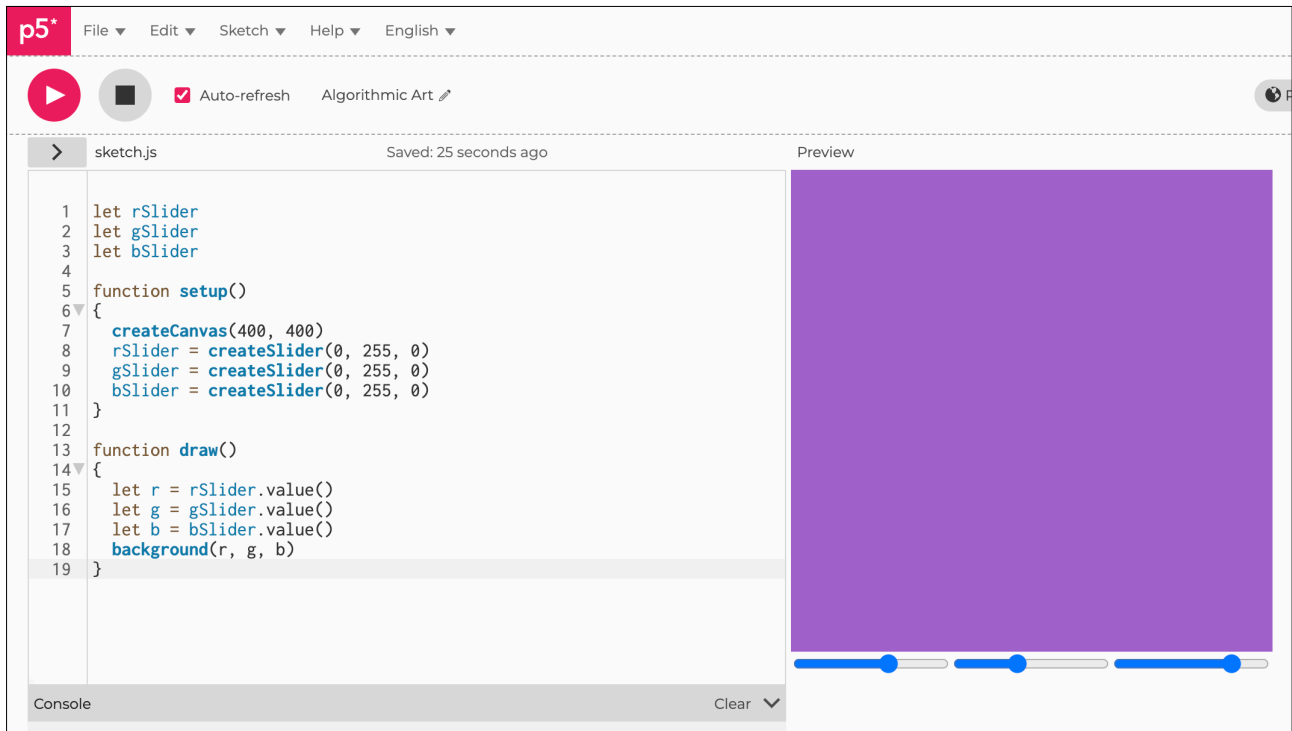 p5* File Edit Sketch Help English
Auto-refresh Algorithmic Art
sketch.js Saved: 25 seconds ago Preview
1 let rSlider
2 let gSlider
3 let bSlider
4
5 function setup()
6 {
7 createCanvas(400, 400)
8 rSlider = createSlider(0, 255, 0)
9 gSlider = createSlider(0, 255, 0)
10 bSlider = createSlider(0, 255, 0)
11 }
12
13 function draw()
14 {
15 let r = rSlider.value()
16 let g = gSlider.value()
17 let b = bSlider.value()
18 background(r, g, b)
19 }
Console Clear